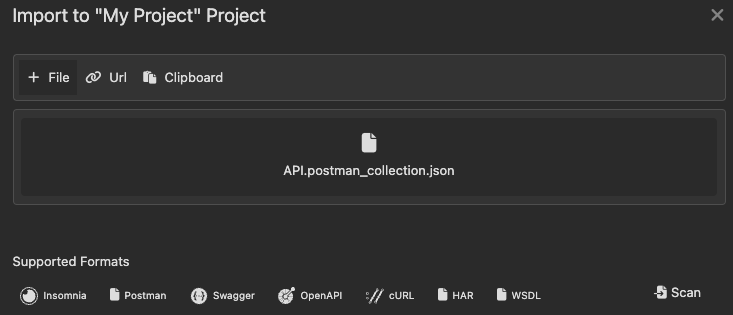 Import to "My Project" Project
File Url Clipboard
API.postman_collection.json
Supported Formats
Insomnia Postman Swagger OpenAPI cURL HAR WSDL Scan